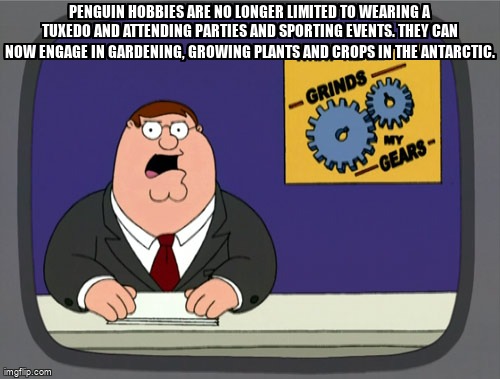 PENGUIN HOBBIES ARE NO LONGER LIMITED TO WEARING A
TUXEDO AND ATTENDING PARTIES AND SPORTING EVENTS. THEY CAN
NOW ENGAGE IN GARDENING, GROWING PLANTS AND CROPS IN THE ANTARCTIC.
GRINDS
MY
GEARS
imgflip.com